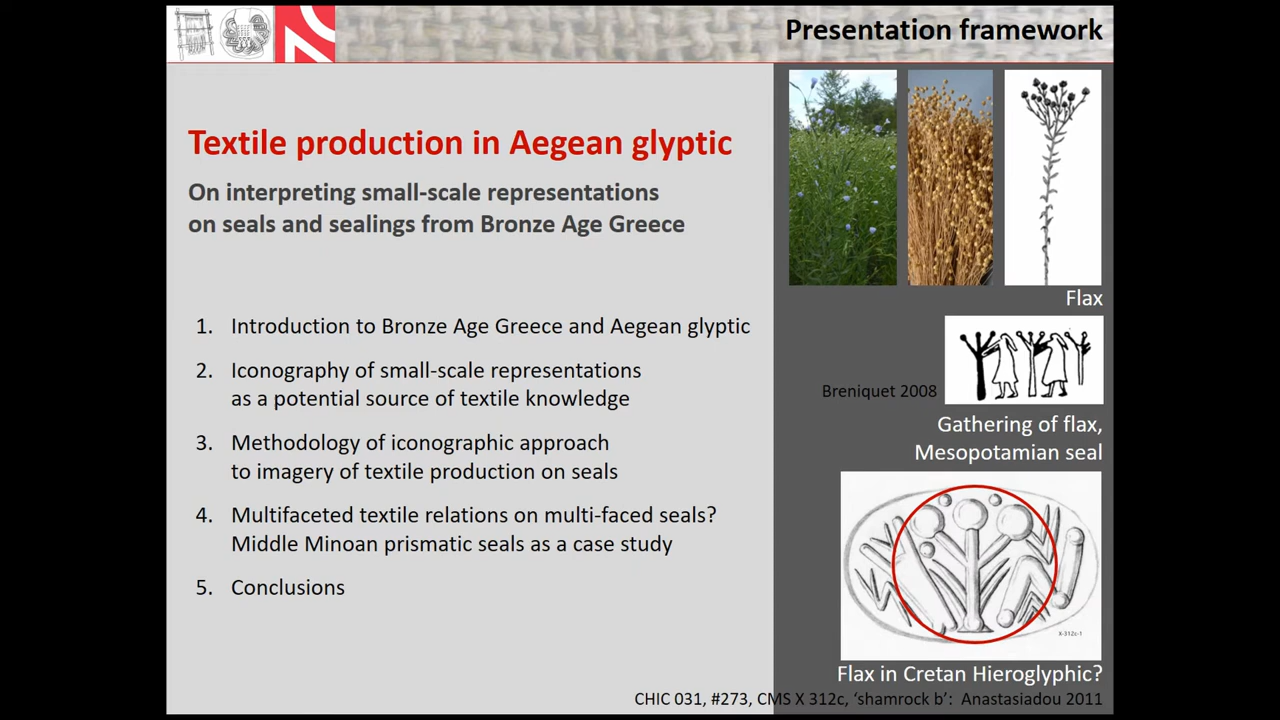 Presentation framework
Textile production in Aegean glyptic
On interpreting small-scale representations
on seals and sealings from Bronze Age Greece
1. Introduction to Bronze Age Greece and Aegean glyptic
2. Iconography of small-scale representations
as a potential source of textile knowledge
3. Methodology of iconographic approach
to imagery of textile production on seals
4. Multifaceted textile relations on multi-faced seals?
Middle Minoan prismatic seals as a case study
5. Conclusions
Flax
Breniquet 2008
Gathering of flax,
Mesopotamian seal
X-312c-1
Flax in Cretan Hieroglyphic?
CHIC 031, #273, CMS X 312c, ‘shamrock b’: Anastasiadou 2011